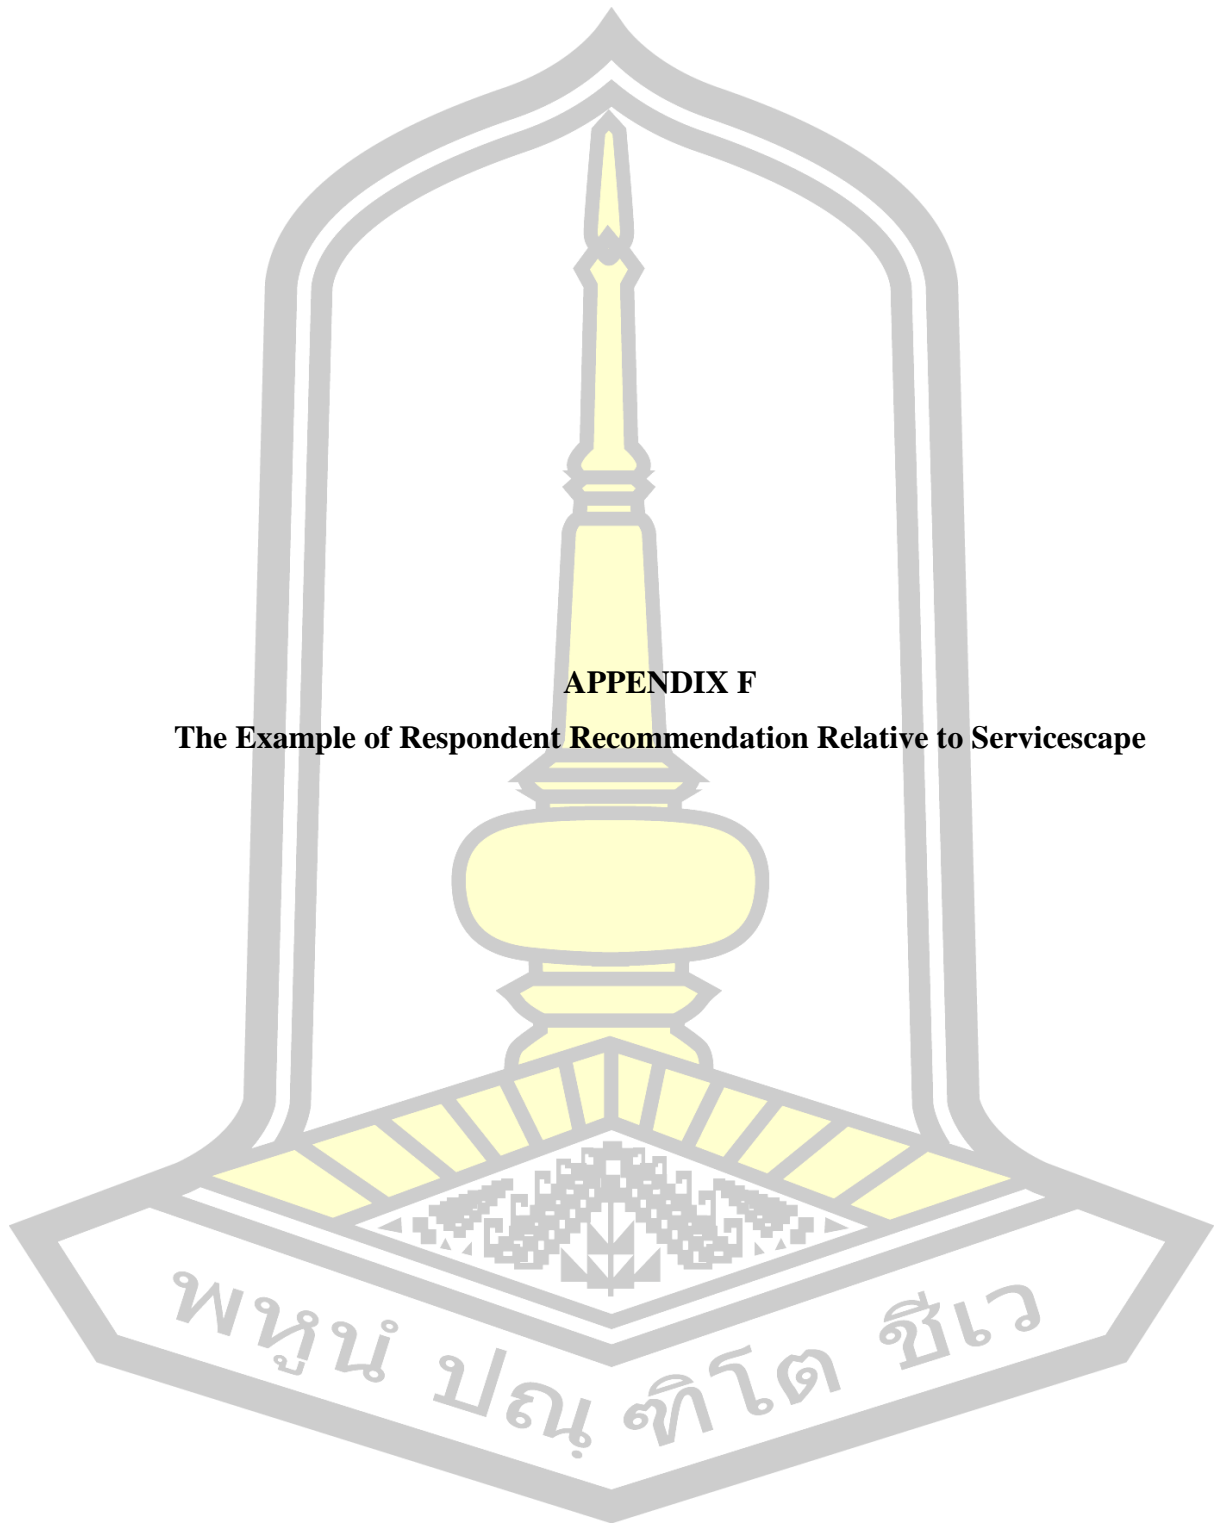 APPENDIX F
The Example of Respondent Recommendation Relative to Servicescape
พหูนํ ปณฺ ฑิโต ชีเว